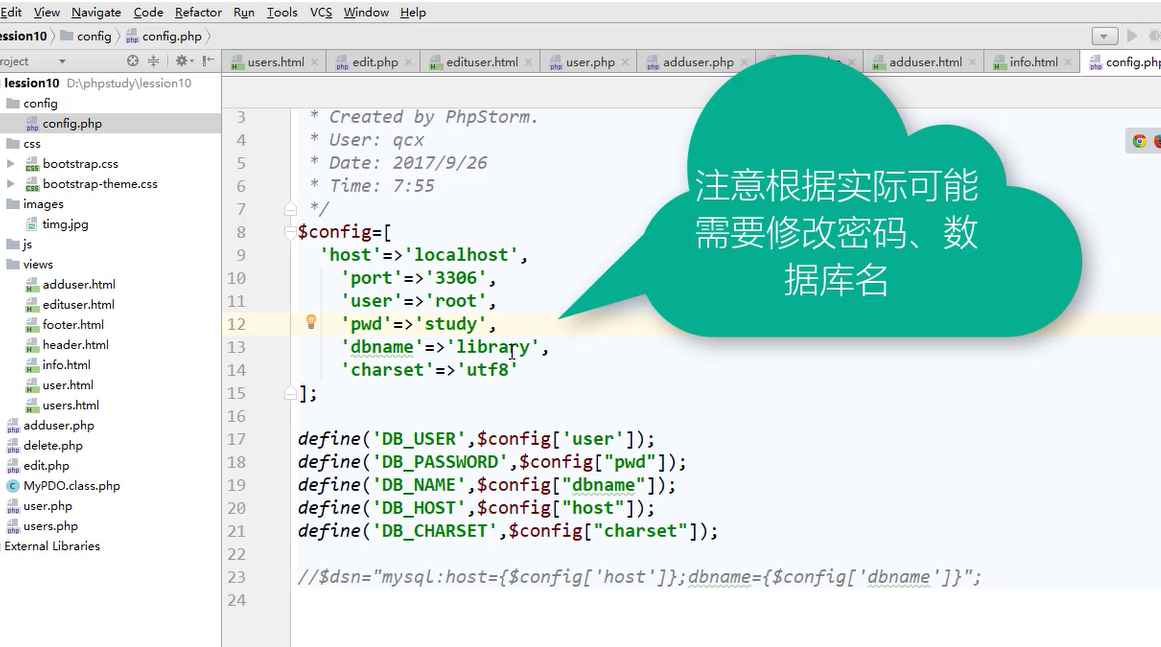 Edit View Navigate Code Refactor Run Tools VCS Window Help
ession10 config config.php
roject
users.html edit.php edituser.html user.php adduser.php adduser.html info.html config.php
lession10 D:\phpstudy\lession10
config
config.php
css
bootstrap.css
bootstrap-theme.css
images
timg.jpg
js
views
adduser.html
edituser.html
footer.html
header.html
info.html
user.html
users.html
adduser.php
delete.php
edit.php
MyPDO.class.php
user.php
users.php
External Libraries
3 * Created by PhpStorm.
4 * User: qcx
5 * Date: 2017/9/26
6 * Time: 7:55
7 */
8 $config=[
9 'host'=>'localhost',
10 'port'=>'3306',
11 'user'=>'root',
12 'pwd'=>'study',
13 'dbname'=>'library',
14 'charset'=>'utf8'
15 ];
16
17 define('DB_USER',$config['user']);
18 define('DB_PASSWORD',$config["pwd"]);
19 define('DB_NAME',$config["dbname"]);
20 define('DB_HOST',$config["host"]);
21 define('DB_CHARSET',$config["charset"]);
22
23 //$dsn="mysql:host={$config['host']};dbname={$config['dbname']}";
24
注意根据实际可能
需要修改密码、数
据库名